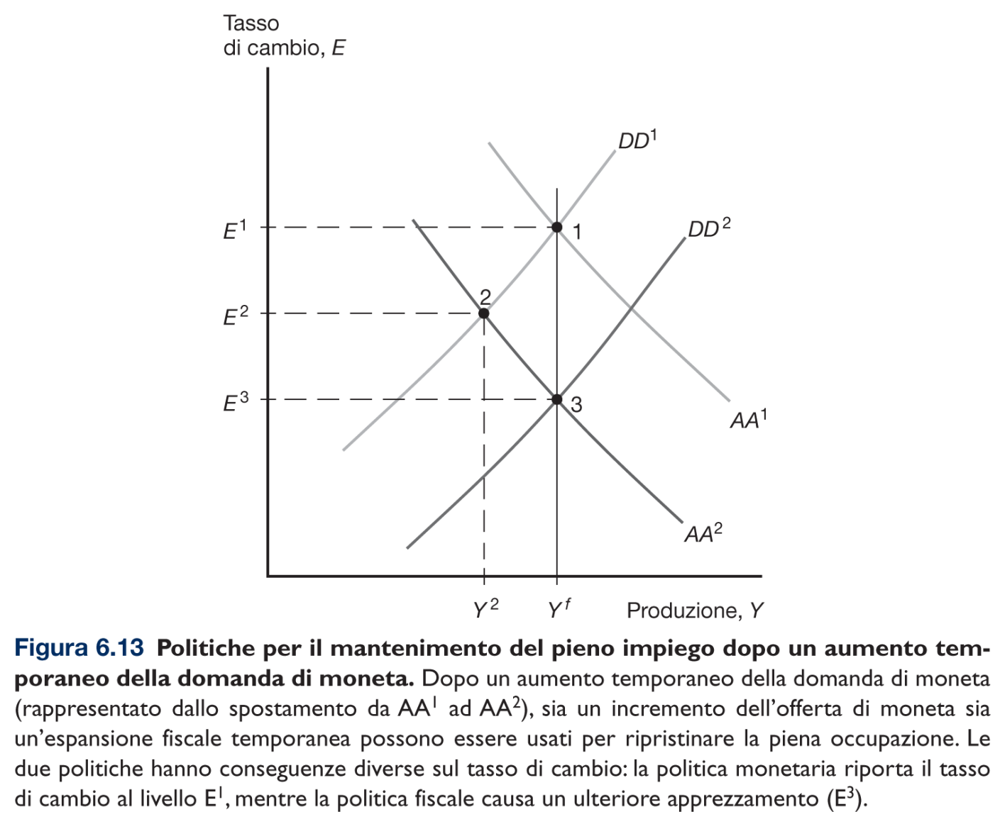 Tasso
di cambio, E
DD¹
E¹
1
DD²
2
E²
E³
3
AA¹
AA²
Y²
Yᶠ
Produzione, Y
Figura 6.13 Politiche per il mantenimento del pieno impiego dopo un aumento tem-
poraneo della domanda di moneta. Dopo un aumento temporaneo della domanda di moneta
(rappresentato dallo spostamento da AA¹ ad AA²), sia un incremento dell’offerta di moneta sia
un’espansione fiscale temporanea possono essere usati per ripristinare la piena occupazione. Le
due politiche hanno conseguenze diverse sul tasso di cambio: la politica monetaria riporta il tasso
di cambio al livello E¹, mentre la politica fiscale causa un ulteriore apprezzamento (E³).